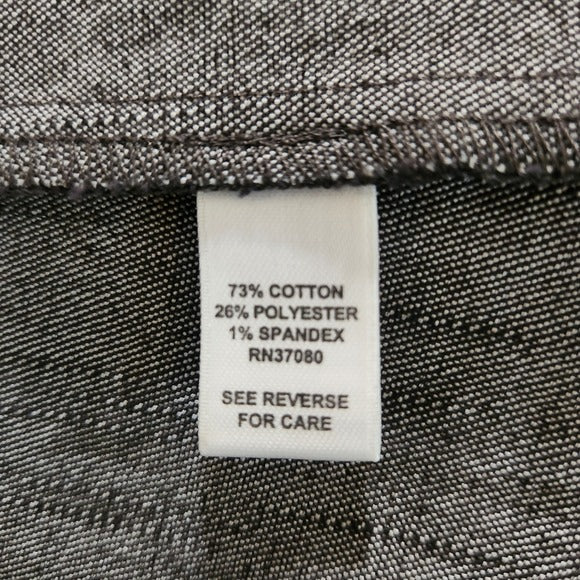 73% COTTON
26% POLYESTER
1% SPANDEX
RN37080
SEE REVERSE
FOR CARE